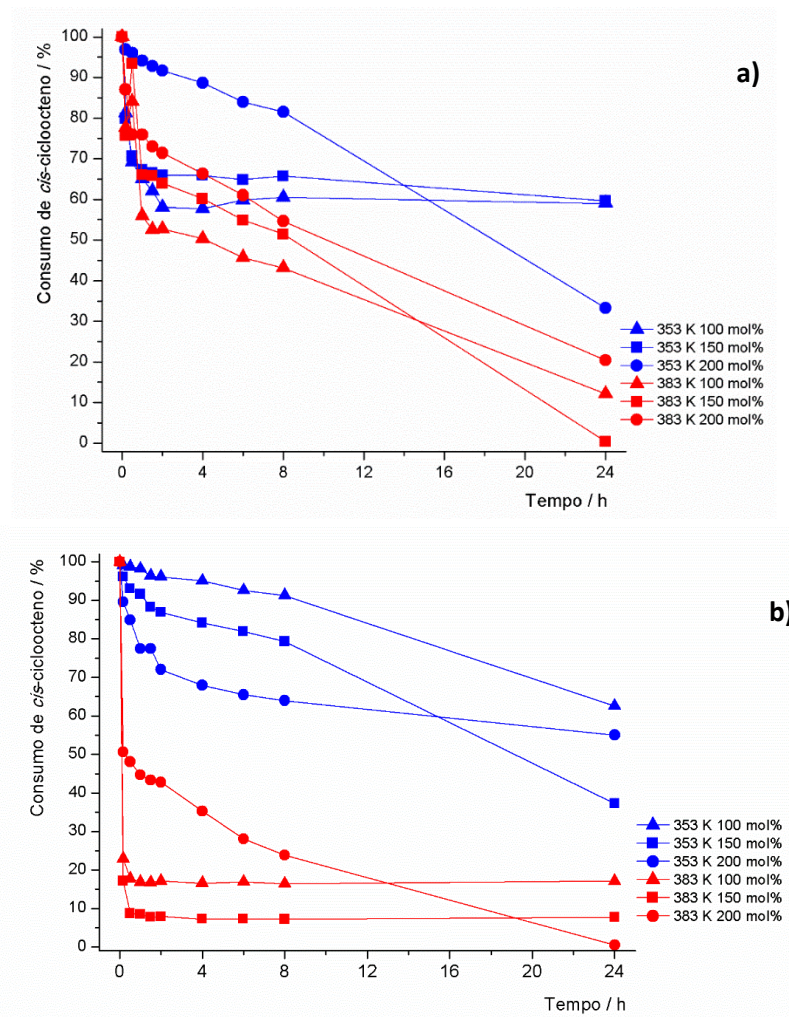 a)
Consumo de cis-cicloocteno / %
100
90
80
70
60
50
40
30
20
10
0
0 4 8 12 16 20 24
Tempo / h
353 K 100 mol%
353 K 150 mol%
353 K 200 mol%
383 K 100 mol%
383 K 150 mol%
383 K 200 mol%
b)
Consumo de cis-cicloocteno / %
100
90
80
70
60
50
40
30
20
10
0
0 4 8 12 16 20 24
Tempo / h
353 K 100 mol%
353 K 150 mol%
353 K 200 mol%
383 K 100 mol%
383 K 150 mol%
383 K 200 mol%